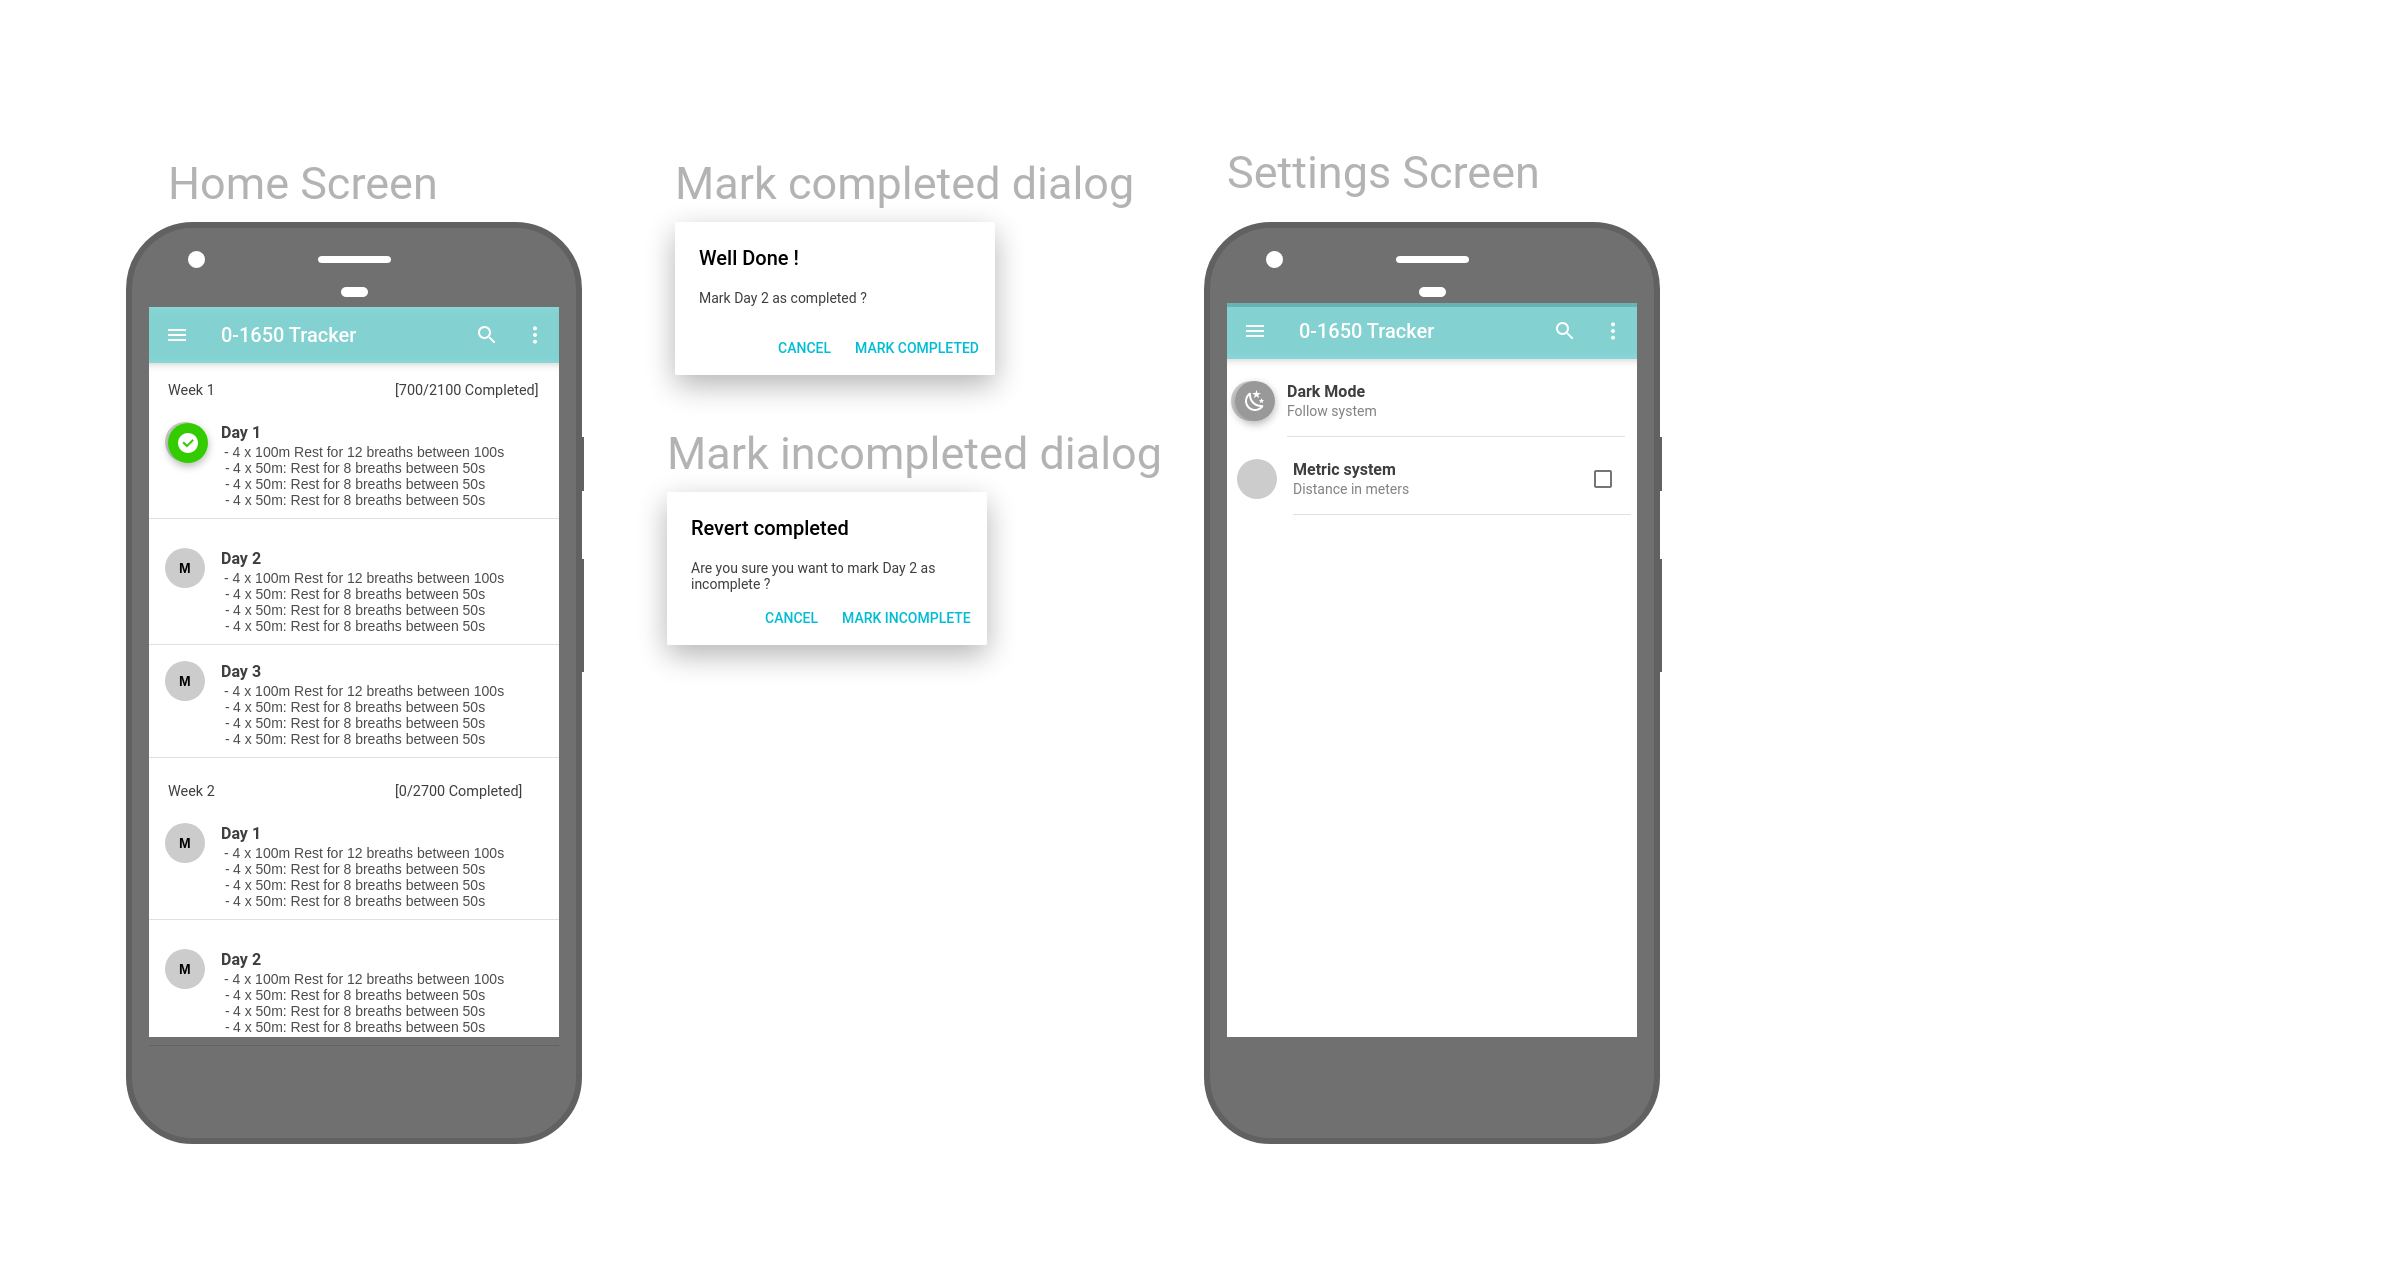 Home Screen
0-1650 Tracker
Week 1 [700/2100 Completed]
Day 1
- 4 x 100m Rest for 12 breaths between 100s
- 4 x 50m: Rest for 8 breaths between 50s
- 4 x 50m: Rest for 8 breaths between 50s
- 4 x 50m: Rest for 8 breaths between 50s
M
Day 2
- 4 x 100m Rest for 12 breaths between 100s
- 4 x 50m: Rest for 8 breaths between 50s
- 4 x 50m: Rest for 8 breaths between 50s
- 4 x 50m: Rest for 8 breaths between 50s
M
Day 3
- 4 x 100m Rest for 12 breaths between 100s
- 4 x 50m: Rest for 8 breaths between 50s
- 4 x 50m: Rest for 8 breaths between 50s
- 4 x 50m: Rest for 8 breaths between 50s
Week 2 [0/2700 Completed]
M
Day 1
- 4 x 100m Rest for 12 breaths between 100s
- 4 x 50m: Rest for 8 breaths between 50s
- 4 x 50m: Rest for 8 breaths between 50s
- 4 x 50m: Rest for 8 breaths between 50s
M
Day 2
- 4 x 100m Rest for 12 breaths between 100s
- 4 x 50m: Rest for 8 breaths between 50s
- 4 x 50m: Rest for 8 breaths between 50s
- 4 x 50m: Rest for 8 breaths between 50s
Mark completed dialog
Well Done !
Mark Day 2 as completed ?
CANCEL MARK COMPLETED
Mark incompleted dialog
Revert completed
Are you sure you want to mark Day 2 as
incomplete ?
CANCEL MARK INCOMPLETE
Settings Screen
0-1650 Tracker
Dark Mode
Follow system
Metric system
Distance in meters